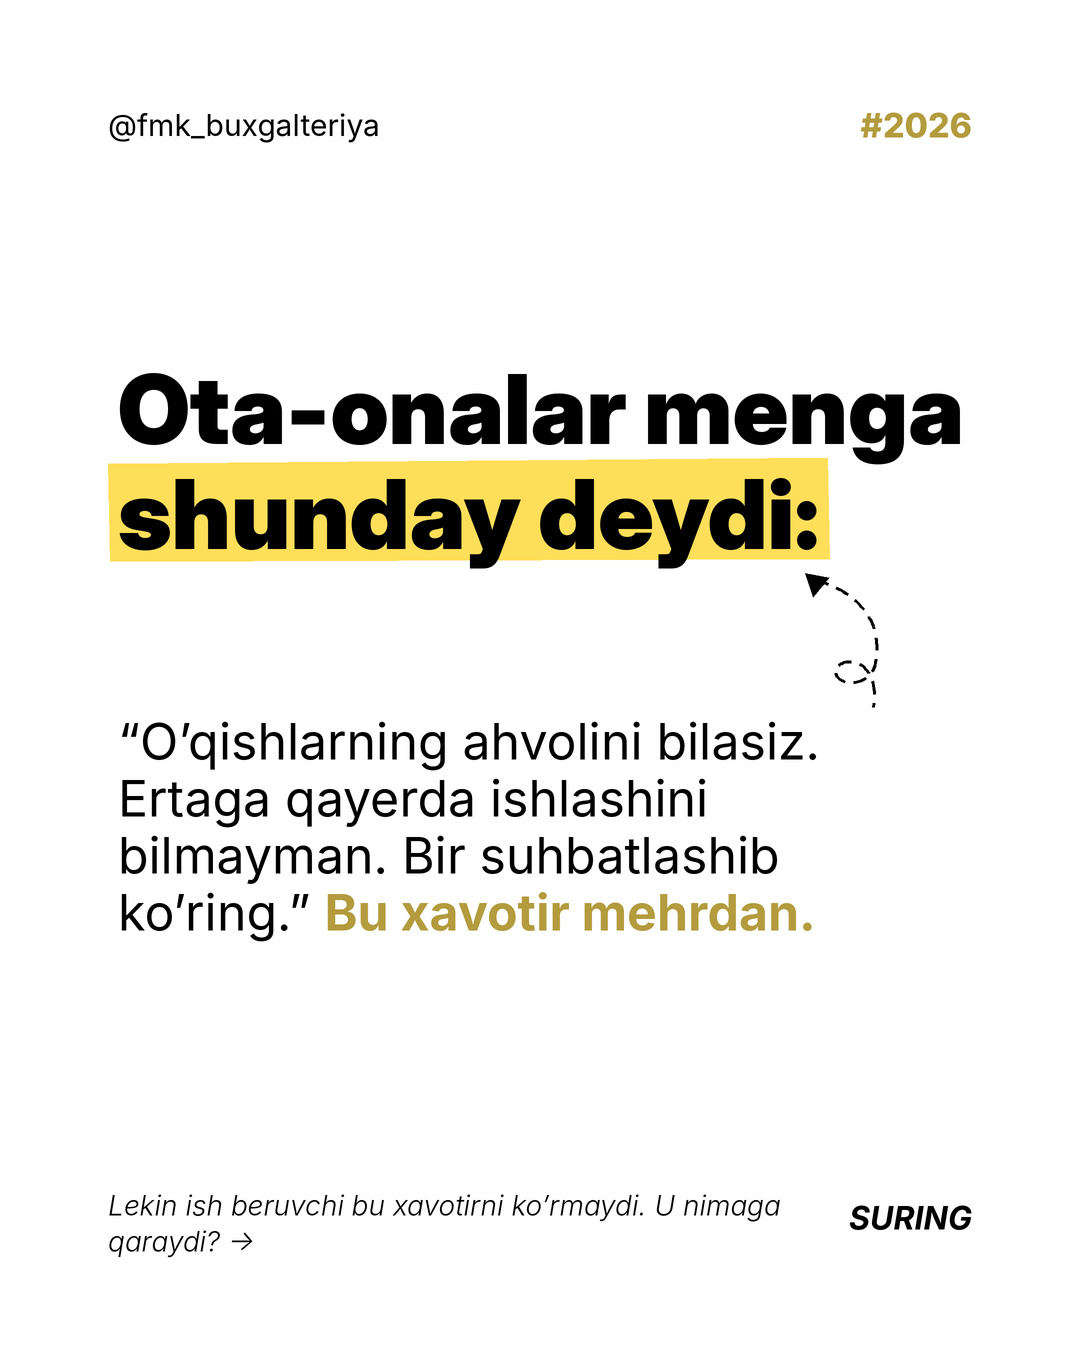 @fmk_buxgalteriya
#2026
Ota-onalar menga
shunday deydi:
“O’qishlarning ahvolini bilasiz.
Ertaga qayerda ishlashini
bilmayman. Bir suhbatlashib
ko’ring.” Bu xavotir mehrdan.
Lekin ish beruvchi bu xavotirni ko’rmaydi. U nimaga
qaraydi? →
SURING